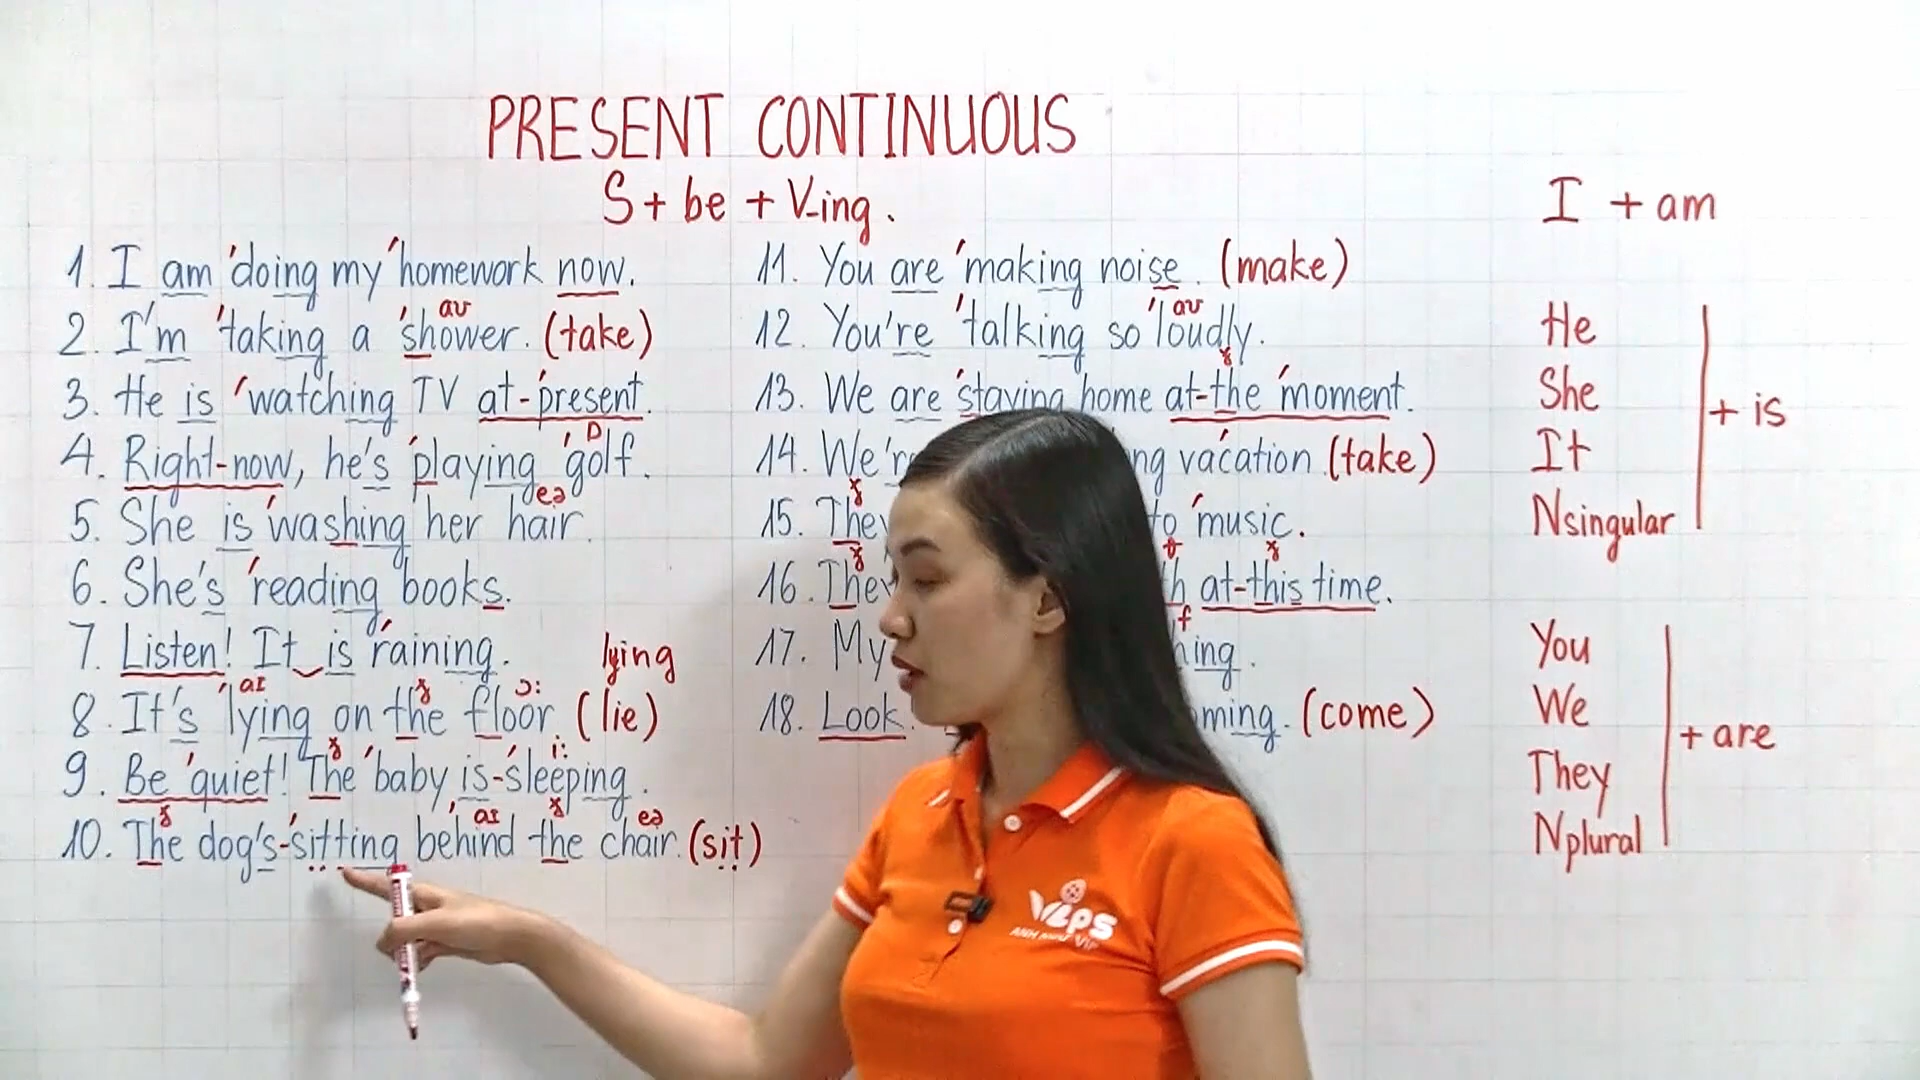 PRESENT CONTINUOUS
S + be + V-ing.
1. I am doing my homework now.
2. I'm taking a shower. (take)
3. He is watching TV at-present.
4. Right-now, he's playing golf.
5. She is washing her hair.
6. She's reading books.
7. Listen! It is raining.
lying
8. It's lying on the floor. (lie)
9. Be quiet! The baby is-sleeping.
10. The dog's-sitting behind the chair. (sit)
11. You are making noise. (make)
12. You're talking so loudly.
13. We are staying home at-the moment.
14. We're vacation (take)
15. They to music.
16. They at-this time.
17. My
18. Look. (come)
I + am
He
She
It
Nsingular
+ is
You
We
They
Nplural
+ are